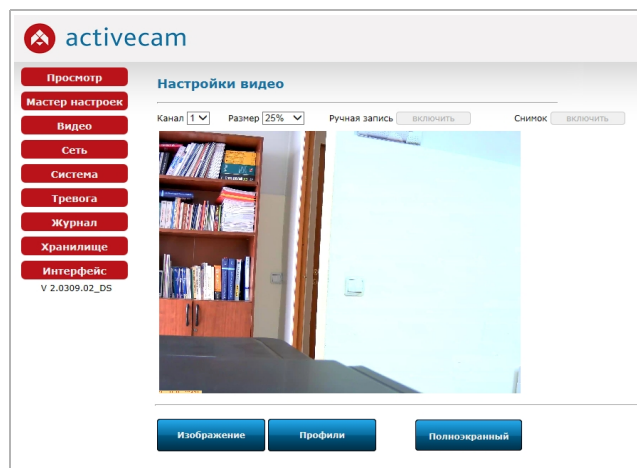 activecam
Просмотр
Мастер настроек
Видео
Сеть
Система
Тревога
Журнал
Хранилище
Интерфейс
V 2.0309.02_DS
Настройки видео
Канал 1 Размер 25% Ручная запись включить Снимок включить
Изображение Профили Полноэкранный